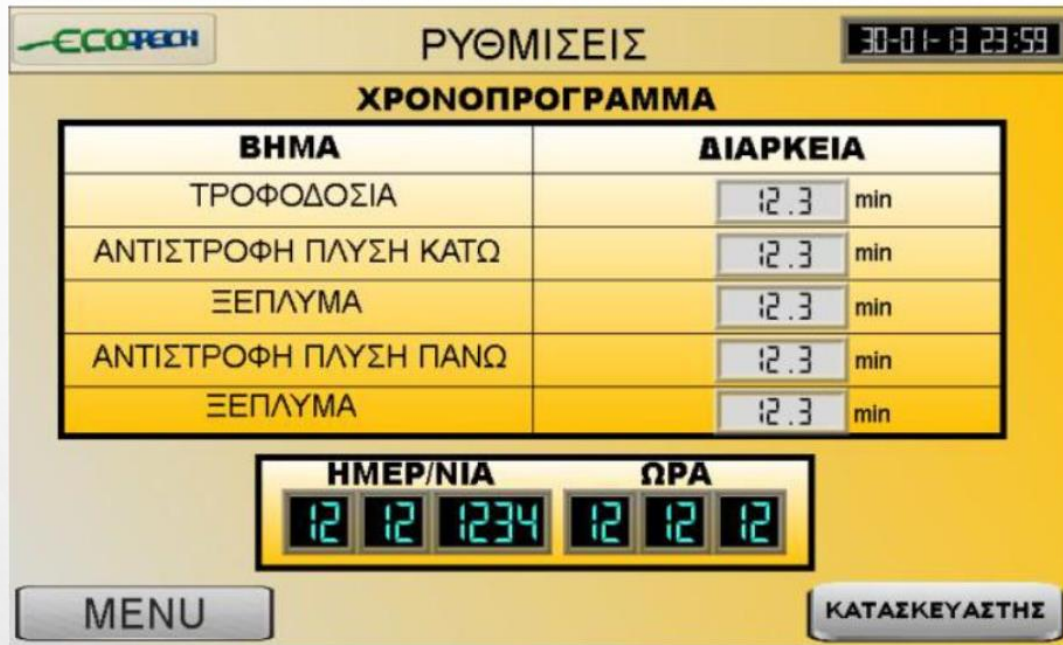 ECOTECH
ΡΥΘΜΙΣΕΙΣ
30-01-13 23:59
ΧΡΟΝΟΠΡΟΓΡΑΜΜΑ
ΒΗΜΑ ΔΙΑΡΚΕΙΑ
ΤΡΟΦΟΔΟΣΙΑ 12.3 min
ΑΝΤΙΣΤΡΟΦΗ ΠΛΥΣΗ ΚΑΤΩ 12.3 min
ΞΕΠΛΥΜΑ 12.3 min
ΑΝΤΙΣΤΡΟΦΗ ΠΛΥΣΗ ΠΑΝΩ 12.3 min
ΞΕΠΛΥΜΑ 12.3 min
ΗΜΕΡ/ΝΙΑ ΩΡΑ
12 12 1234 12 12 12
MENU ΚΑΤΑΣΚΕΥΑΣΤΗΣ